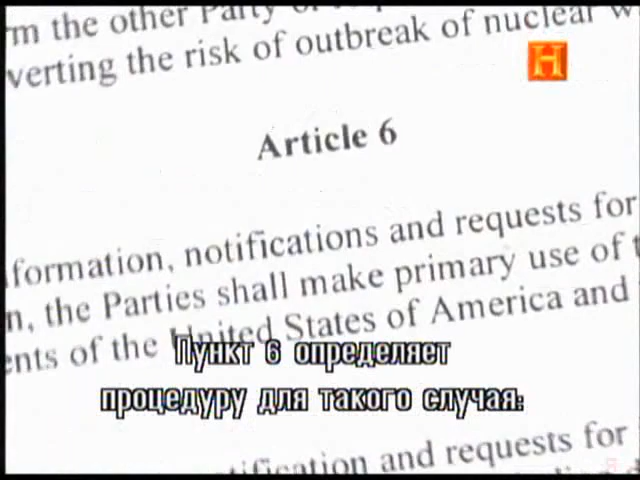 the other Party
verting the risk of outbreak of nuclear
H
Article 6
formation, notifications and requests for
the Parties shall make primary use of
ents of the United States of America and
Пункт 6 определяет
процедуру для такого случая:
and requests for